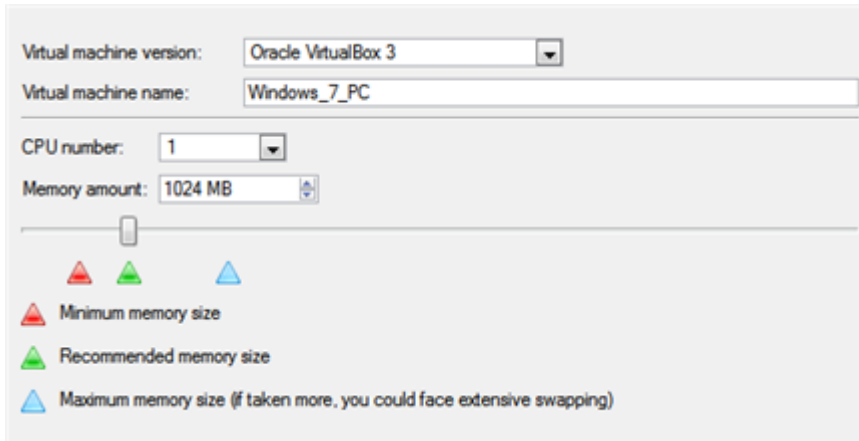 Virtual machine version: Oracle VirtualBox 3
Virtual machine name: Windows_7_PC
CPU number: 1
Memory amount: 1024 MB
Minimum memory size
Recommended memory size
Maximum memory size (if taken more, you could face extensive swapping)